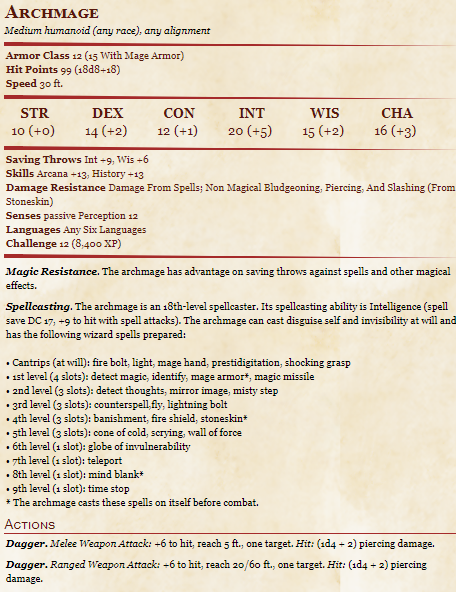 Archmage
Medium humanoid (any race), any alignment
Armor Class 12 (15 With Mage Armor)
Hit Points 99 (18d8+18)
Speed 30 ft.
STR DEX CON INT WIS CHA
10 (+0) 14 (+2) 12 (+1) 20 (+5) 15 (+2) 16 (+3)
Saving Throws Int +9, Wis +6
Skills Arcana +13, History +13
Damage Resistance Damage From Spells; Non Magical Bludgeoning, Piercing, And Slashing (From
Stoneskin)
Senses passive Perception 12
Languages Any Six Languages
Challenge 12 (8,400 XP)
Magic Resistance. The archmage has advantage on saving throws against spells and other magical
effects.
Spellcasting. The archmage is an 18th-level spellcaster. Its spellcasting ability is Intelligence (spell
save DC 17, +9 to hit with spell attacks). The archmage can cast disguise self and invisibility at will and
has the following wizard spells prepared:
• Cantrips (at will): fire bolt, light, mage hand, prestidigitation, shocking grasp
• 1st level (4 slots): detect magic, identify, mage armor*, magic missile
• 2nd level (3 slots): detect thoughts, mirror image, misty step
• 3rd level (3 slots): counterspell,fly, lightning bolt
• 4th level (3 slots): banishment, fire shield, stoneskin*
• 5th level (3 slots): cone of cold, scrying, wall of force
• 6th level (1 slot): globe of invulnerability
• 7th level (1 slot): teleport
• 8th level (1 slot): mind blank*
• 9th level (1 slot): time stop
* The archmage casts these spells on itself before combat.
Actions
Dagger. Melee Weapon Attack: +6 to hit, reach 5 ft., one target. Hit: (1d4 + 2) piercing damage.
Dagger. Ranged Weapon Attack: +6 to hit, reach 20/60 ft., one target. Hit: (1d4 + 2) piercing
damage.